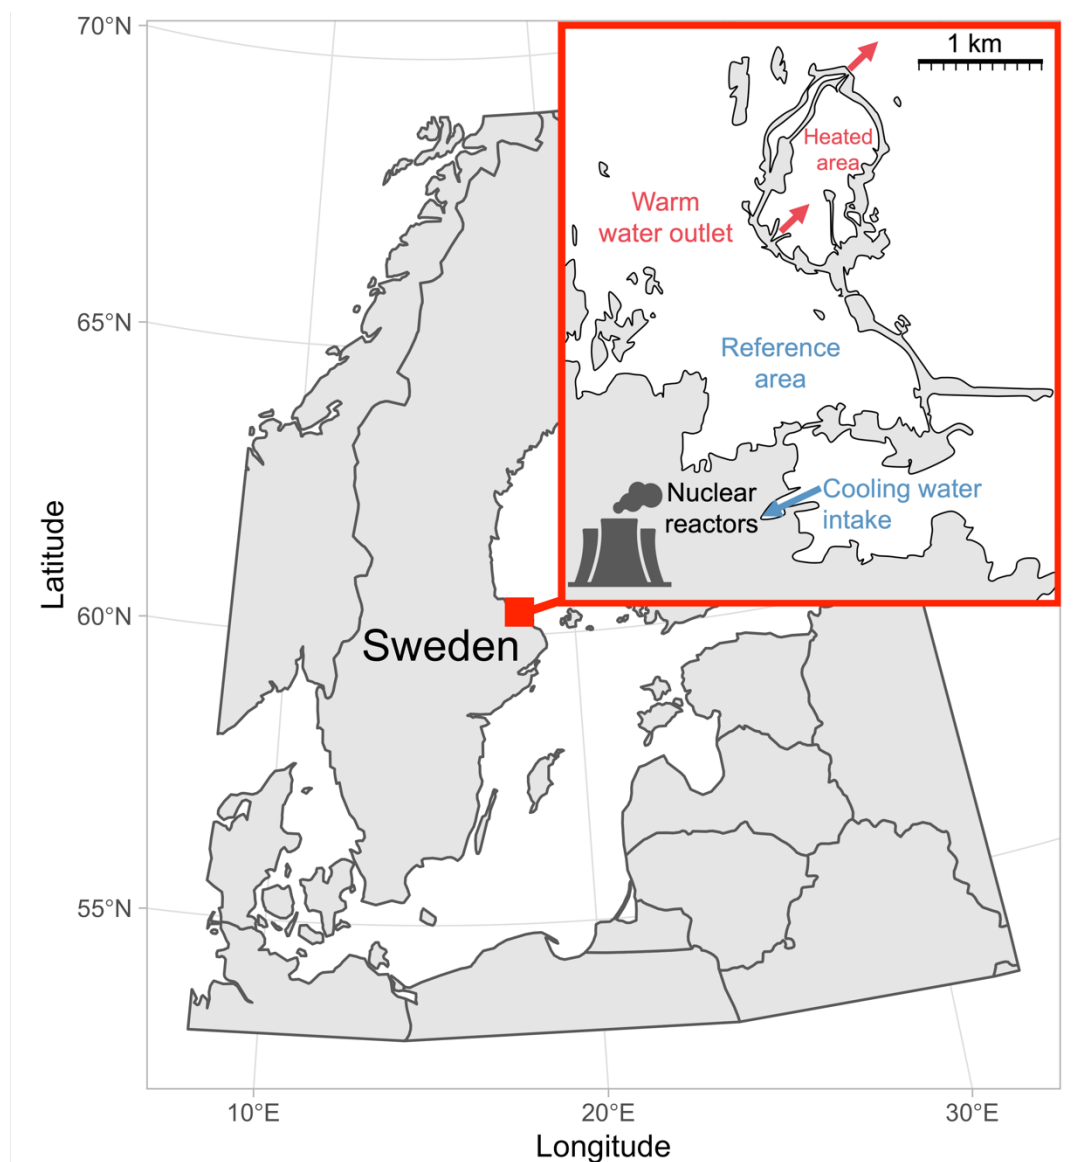 70°N
65°N
60°N
55°N
Latitude
1 km
Heated
area
Warm
water outlet
Reference
area
Nuclear
reactors
Cooling water
intake
Sweden
10°E
20°E
30°E
Longitude